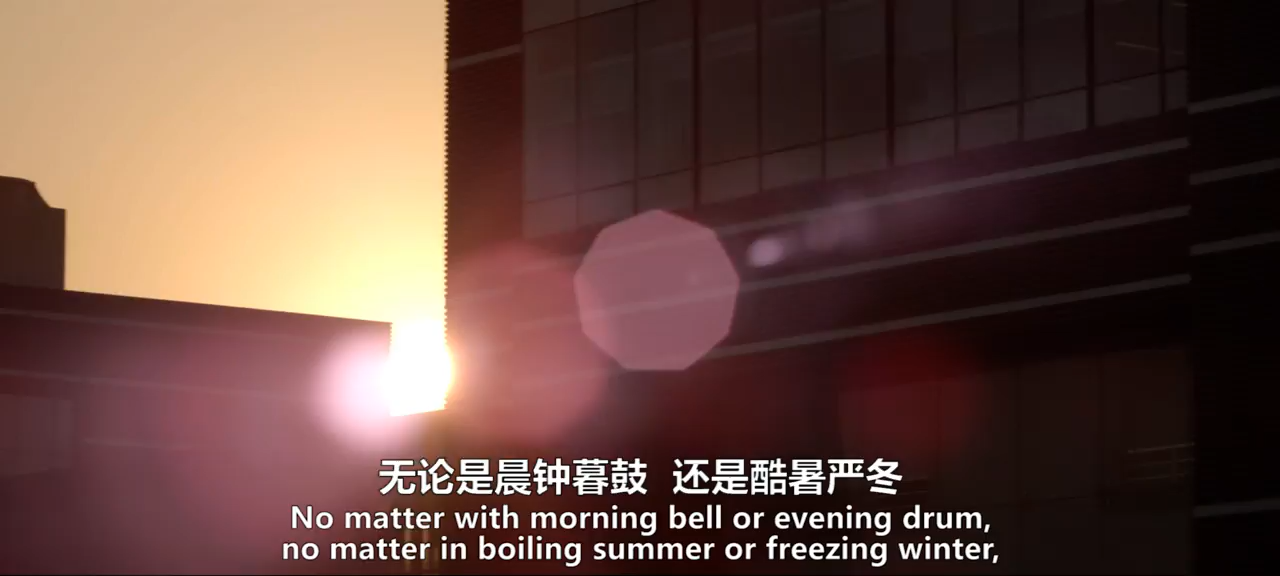 无论是晨钟暮鼓 还是酷暑严冬
No matter with morning bell or evening drum,
no matter in boiling summer or freezing winter,